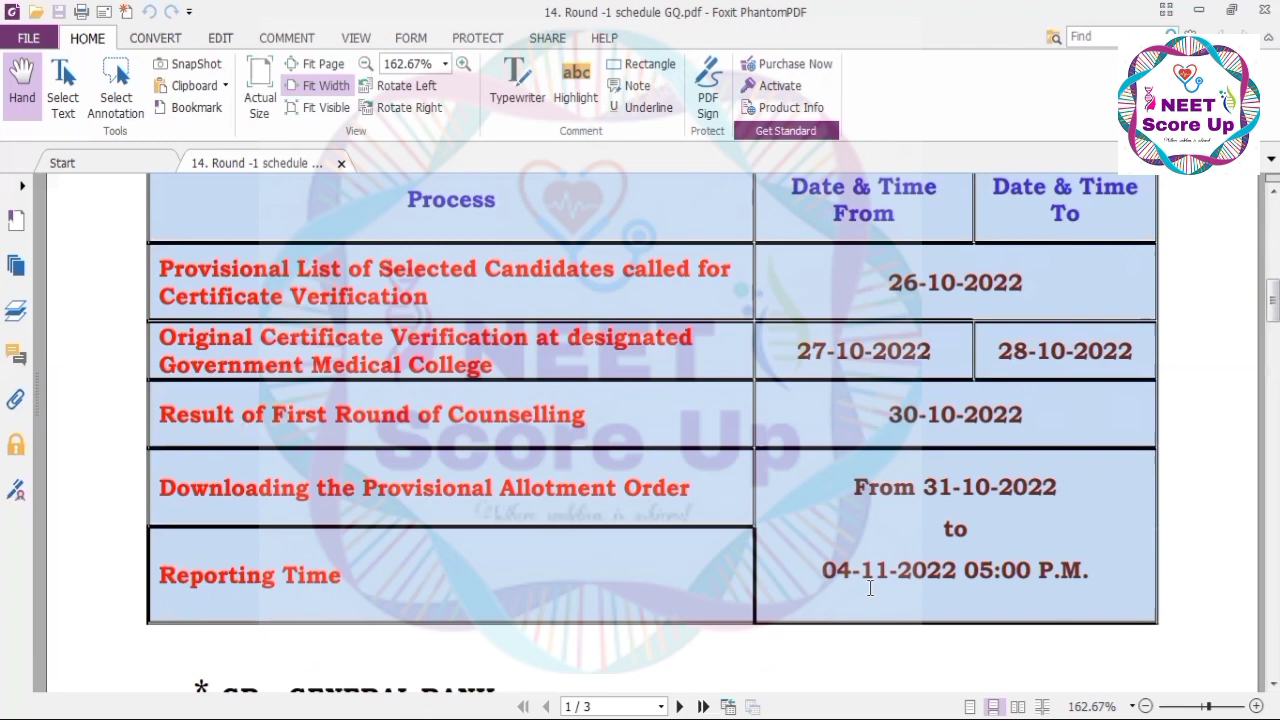 14. Round -1 schedule GQ.pdf - Foxit PhantomPDF
FILE HOME CONVERT EDIT COMMENT VIEW FORM PROTECT SHARE HELP
Find
Hand
Select Text
Select Annotation
SnapShot
Clipboard
Bookmark
Tools
Actual Size
Fit Page
Fit Width
Fit Visible
162.67%
Rotate Left
Rotate Right
View
Typewriter
Highlight
Rectangle
Note
Underline
Comment
PDF Sign
Protect
Purchase Now
Activate
Product Info
Get Standard
NEET
Score Up
Start
14. Round -1 schedule ...
Process
Date & Time From
Date & Time To
Provisional List of Selected Candidates called for
Certificate Verification
26-10-2022
Original Certificate Verification at designated
Government Medical College
27-10-2022
28-10-2022
Result of First Round of Counselling
30-10-2022
Downloading the Provisional Allotment Order
Reporting Time
From 31-10-2022
to
04-11-2022 05:00 P.M.
NEET
Score Up
1 / 3
162.67%